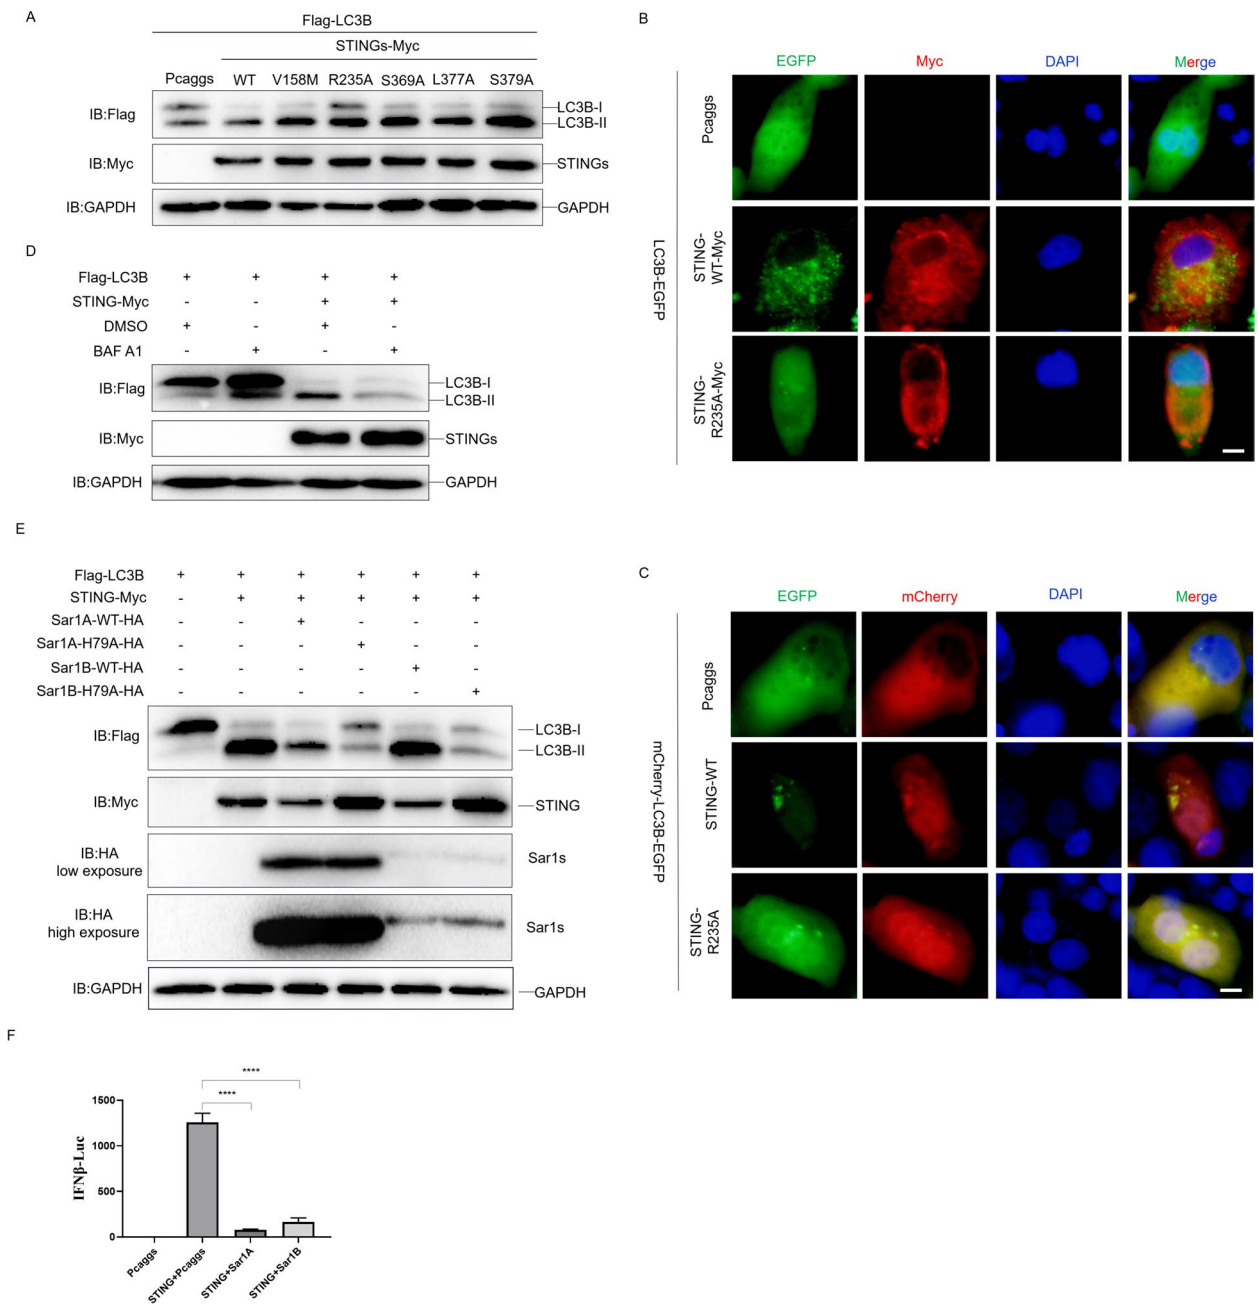 A
Flag-LC3B
STINGs-Myc
Pcaggs WT V158M R235A S369A L377A S379A
IB:Flag
LC3B-I
LC3B-II
IB:Myc
STINGs
IB:GAPDH
GAPDH
B
EGFP Myc DAPI Merge
LC3B-EGFP
Pcaggs
STING-
WT-Myc
STING-
R235A-Myc
D
Flag-LC3B + + + +
STING-Myc - - + +
DMSO + - + -
BAF A1 - + - +
IB:Flag
LC3B-I
LC3B-II
IB:Myc
STINGs
IB:GAPDH
GAPDH
E
Flag-LC3B + + + + + +
STING-Myc - + + + + +
Sar1A-WT-HA - - + - - -
Sar1A-H79A-HA - - - + - -
Sar1B-WT-HA - - - - + -
Sar1B-H79A-HA - - - - - +
IB:Flag
LC3B-I
LC3B-II
IB:Myc
STING
IB:HA
low exposure
Sar1s
IB:HA
high exposure
Sar1s
IB:GAPDH
GAPDH
C
EGFP mCherry DAPI Merge
mCherry-LC3B-EGFP
Pcaggs
STING-WT
STING-
R235A
F
****
****
IFNβ-Luc
1500
1000
500
0
Pcaggs
STING+Pcaggs
STING+Sar1A
STING+Sar1B